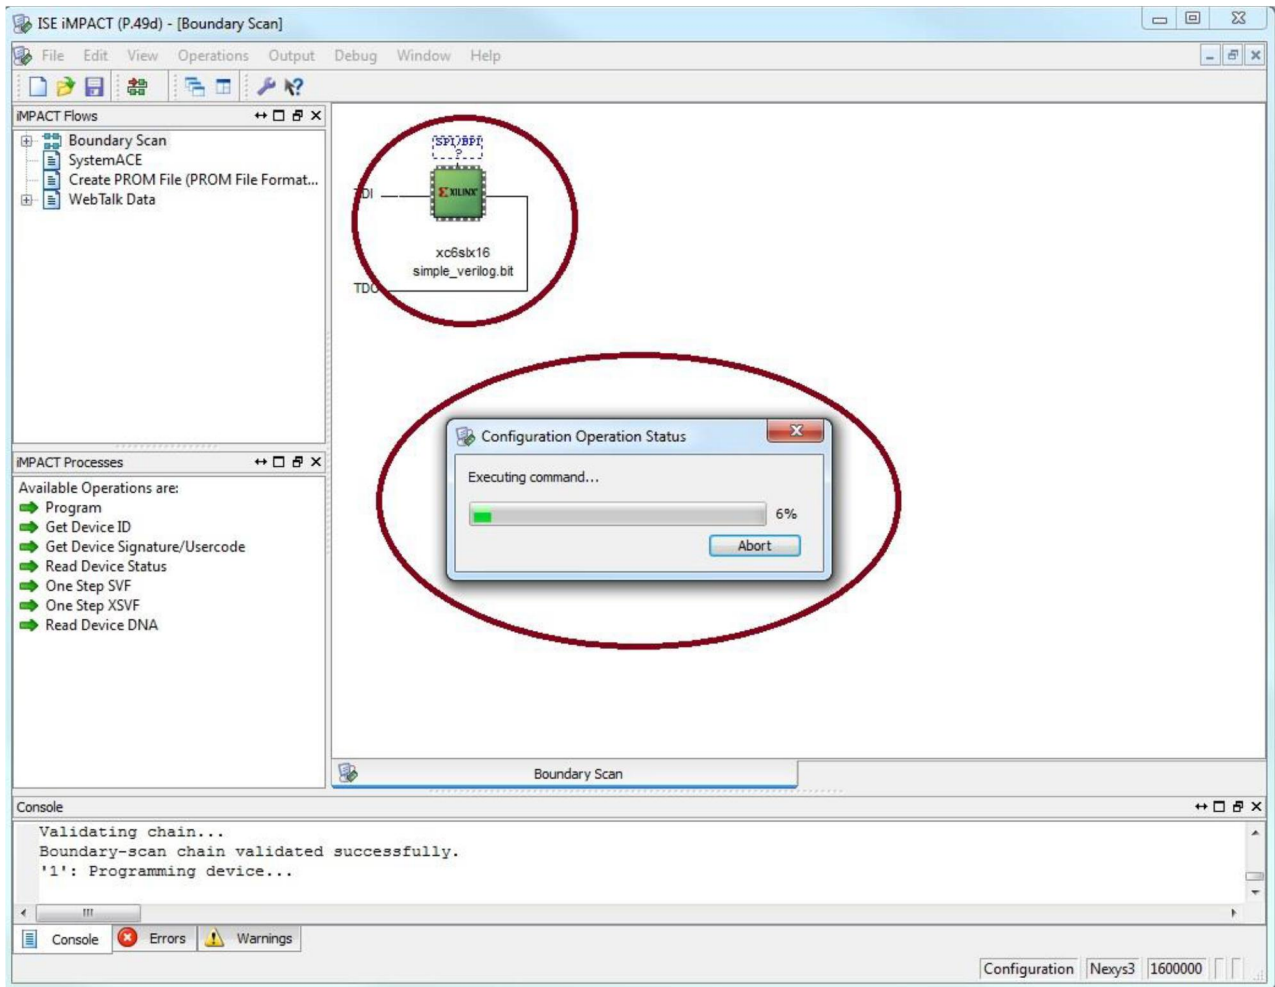 ISE iMPACT (P.49d) - [Boundary Scan]
File Edit View Operations Output Debug Window Help
iMPACT Flows
Boundary Scan
SystemACE
Create PROM File (PROM File Format...
WebTalk Data
SPI/BPI
?
TDI
XILINX
xc6slx16
simple_verilog.bit
TDO
Configuration Operation Status
Executing command...
6%
Abort
iMPACT Processes
Available Operations are:
Program
Get Device ID
Get Device Signature/Usercode
Read Device Status
One Step SVF
One Step XSVF
Read Device DNA
Boundary Scan
Console
Validating chain...
Boundary-scan chain validated successfully.
'1': Programming device...
Console Errors Warnings
Configuration Nexys3 1600000